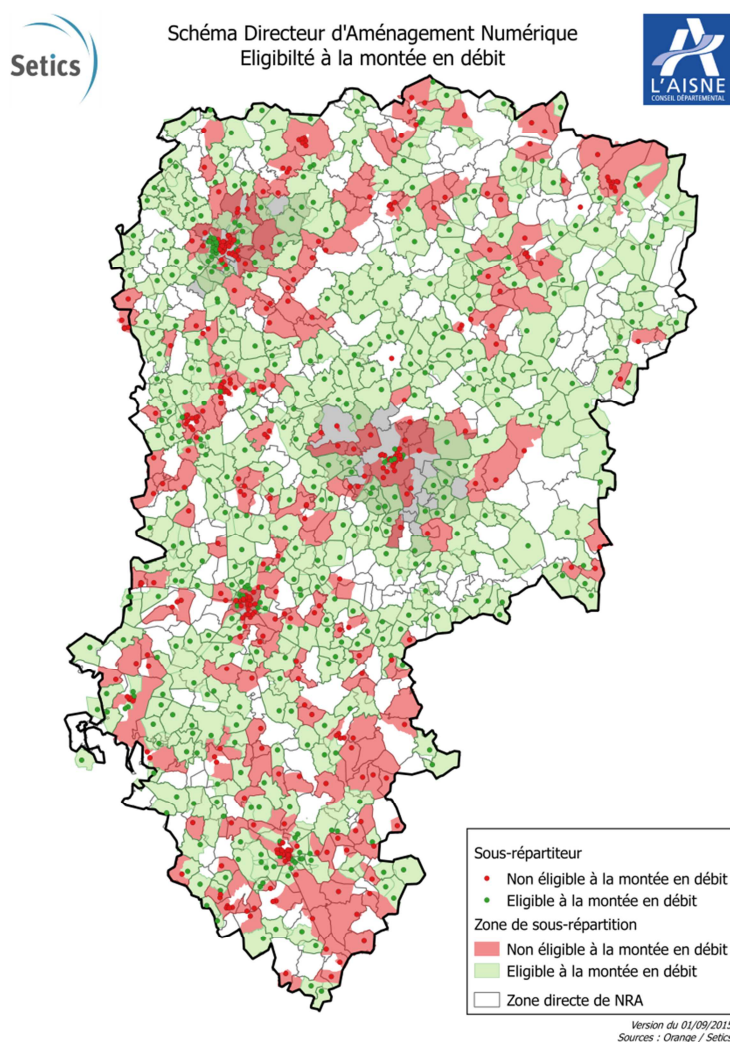 Setics
Schéma Directeur d'Aménagement Numérique
Eligibilté à la montée en débit
L'AISNE
CONSEIL DÉPARTEMENTAL
Sous-répartiteur
Non éligible à la montée en débit
Eligible à la montée en débit
Zone de sous-répartition
Non éligible à la montée en débit
Eligible à la montée en débit
Zone directe de NRA
Version du 01/09/2015
Sources : Orange / Setics